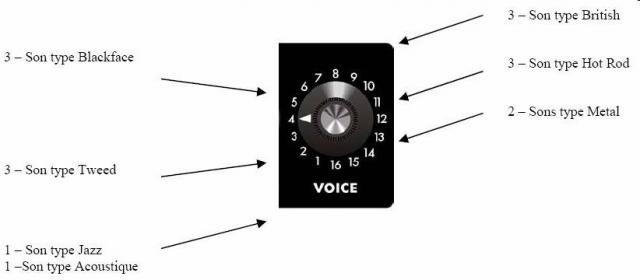 3 – Son type British
3 – Son type Blackface
3 – Son type Hot Rod
2 – Sons type Metal
3 – Son type Tweed
1 – Son type Jazz
1 –Son type Acoustique
1
2
3
4
5
6
7
8
9
10
11
12
13
14
15
16
VOICE